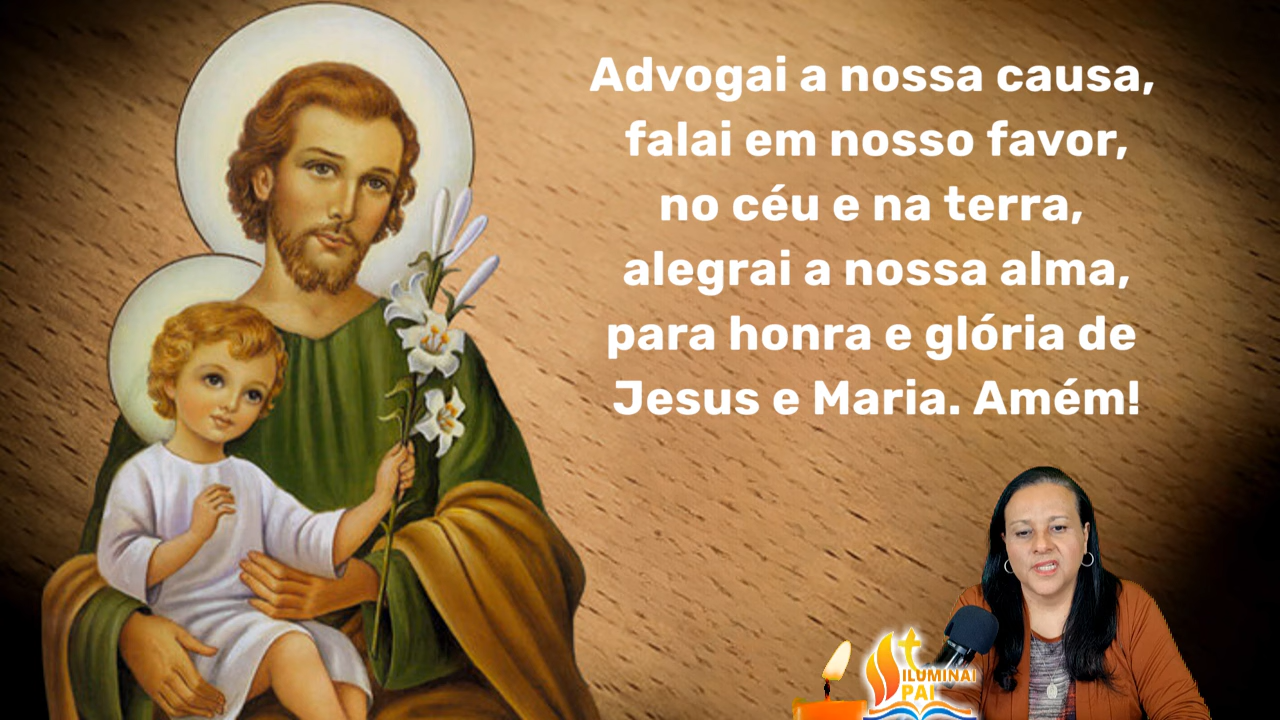 Advogai a nossa causa,
falai em nosso favor,
no céu e na terra,
alegrai a nossa alma,
para honra e glória de
Jesus e Maria. Amém!
ILUMINAI
PAI